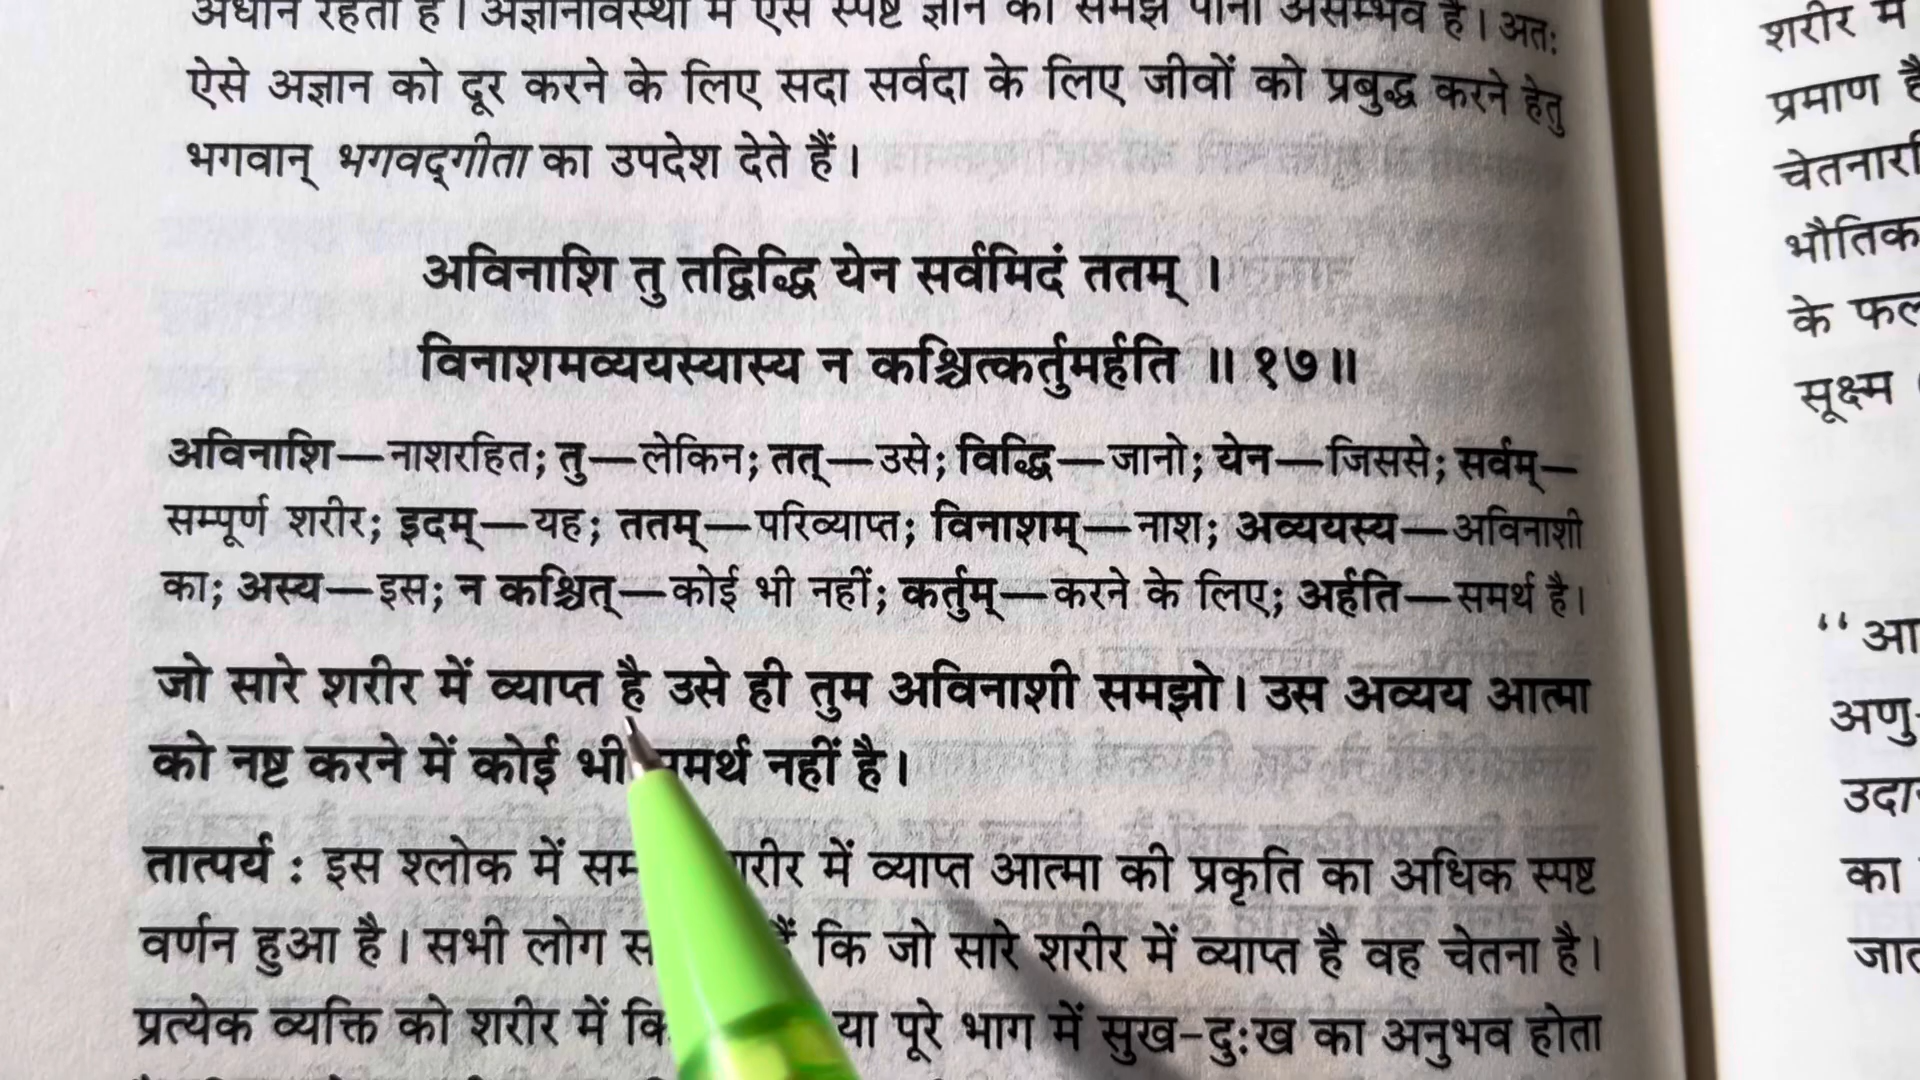 अधीन रहता है। अज्ञानावस्था में ऐसे स्पष्ट ज्ञान को समझ पाना असम्भव है। अतः
ऐसे अज्ञान को दूर करने के लिए सदा सर्वदा के लिए जीवों को प्रबुद्ध करने हेतु
भगवान् भगवद्‌गीता का उपदेश देते हैं।
अविनाशि तु तद्विद्धि येन सर्वमिदं ततम् ।
विनाशमव्ययस्यास्य न कश्चित्कर्तुमर्हति ॥ १७॥
अविनाशि—नाशरहित; तु—लेकिन; तत्—उसे; विद्धि—जानो; येन—जिससे; सर्वम्—
सम्पूर्ण शरीर; इदम्—यह; ततम्—परिव्याप्त; विनाशम्—नाश; अव्ययस्य—अविनाशी
का; अस्य—इस; न कश्चित्—कोई भी नहीं; कर्तुम्—करने के लिए; अर्हति—समर्थ है।
जो सारे शरीर में व्याप्त है उसे ही तुम अविनाशी समझो। उस अव्यय आत्मा
को नष्ट करने में कोई भी समर्थ नहीं है।
तात्पर्य : इस श्लोक में शरीर में व्याप्त आत्मा की प्रकृति का अधिक स्पष्ट
वर्णन हुआ है। सभी लोग कि जो सारे शरीर में व्याप्त है वह चेतना है।
प्रत्येक व्यक्ति को शरीर में या पूरे भाग में सुख-दुःख का अनुभव होता
शरीर में
प्रमाण है
भौतिक
के फल
सूक्ष्म
‘‘आ
अणु-
का